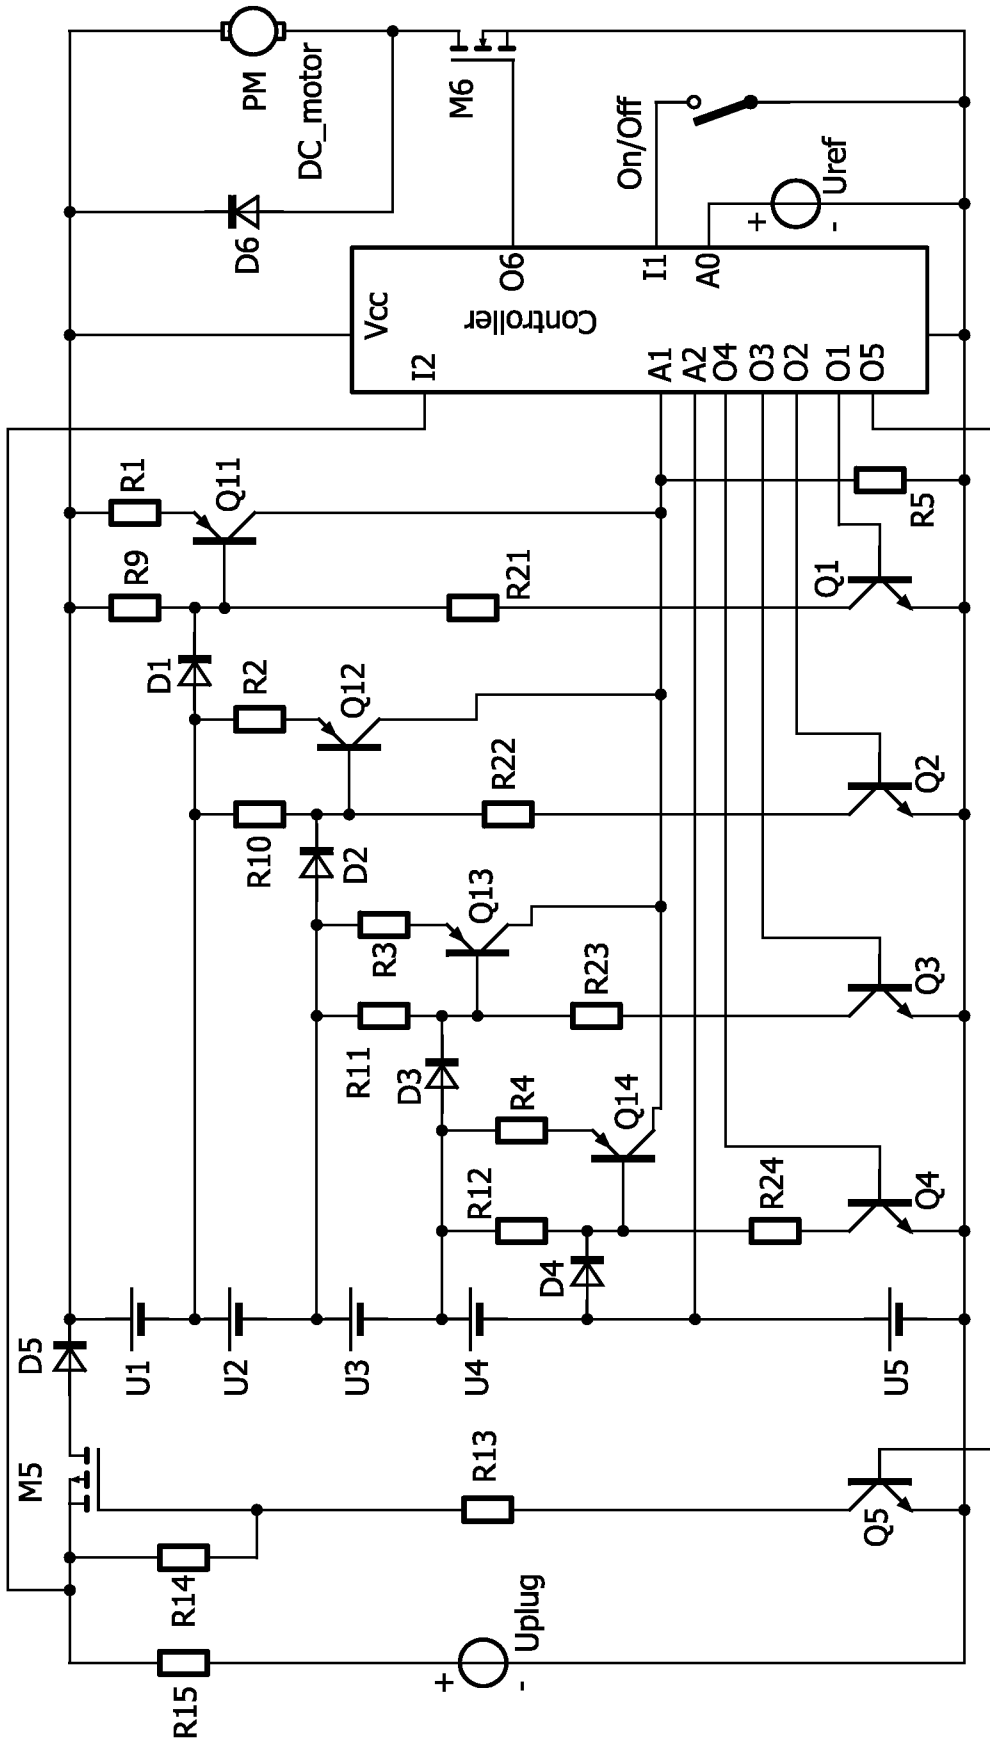 PM
DC_motor
D6
M6
On/Off
Uref
+
-
Vcc
I2
O6
Controller
I1
A0
A1
A2
O4
O3
O2
O1
O5
R1
Q11
R9
R21
R5
Q1
D1
R2
Q12
R10
R22
D2
Q2
R3
Q13
R11
R23
D3
Q3
R4
Q14
R12
R24
D4
Q4
D5
U1
U2
U3
U4
U5
M5
R13
R14
Q5
R15
Uplug
+
-